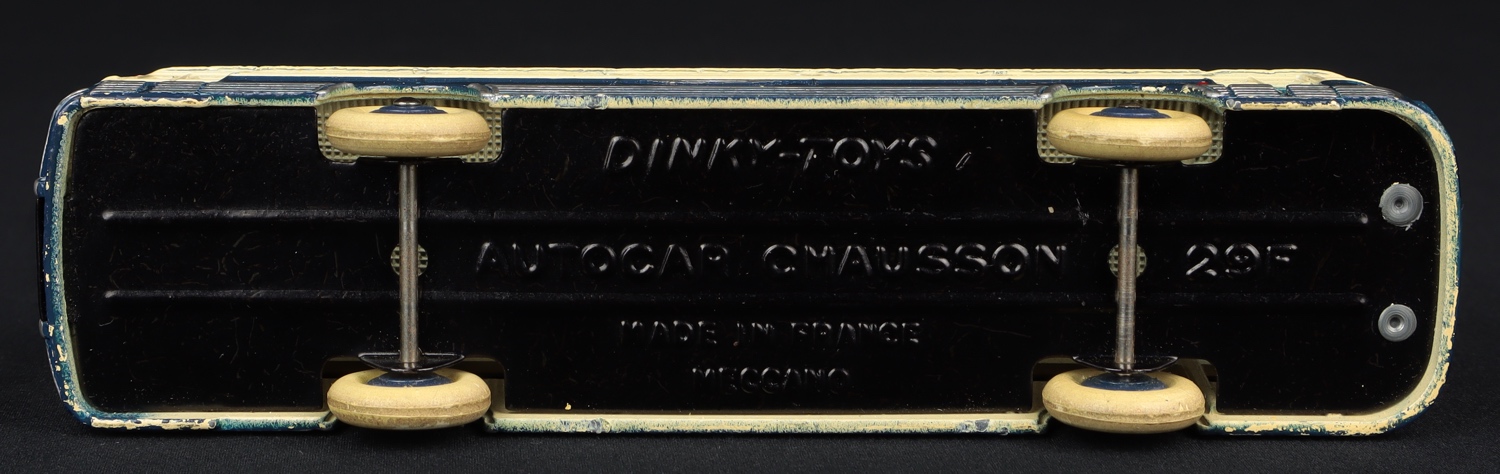 DINKY-TOYS
AUTOCAR CHAUSSON 29F
MADE IN FRANCE
MECCANO